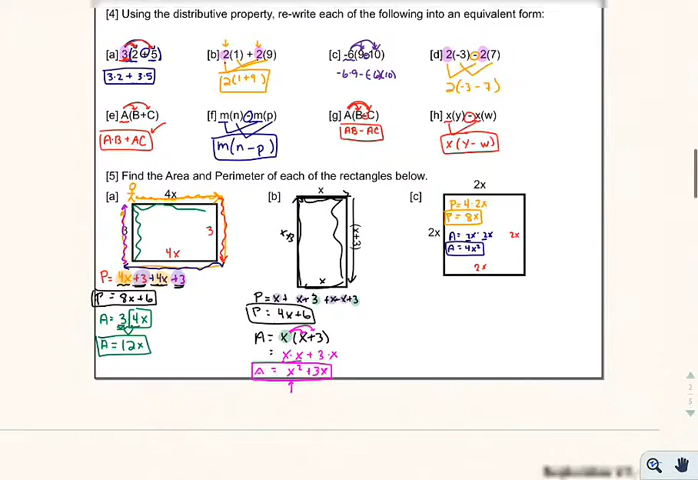 [4] Using the distributive property, re-write each of the following into an equivalent form:
[a] 3(2 + 5) [b] 2(1) + 2(9) [c] -6(9-10) [d] 2(-3) - 2(7)
3·2 + 3·5 2(1+9) -6·9-(-6)(10) 2(-3-7)
[e] A(B+C) [f] m(n) - m(p) [g] A(B-C) [h] x(y) - x(w)
A·B + AC m(n-p) AB - AC x(y-w)
[5] Find the Area and Perimeter of each of the rectangles below.
[a] 4x [b] x [c] 2x
3 3 4x
x+3 (x+3) x
2x 2x 2x
P= 4x+3+4x+3
P= 8x+6
A= 3(4x)
A= 12x
P= x+ x+3 +x+x+3
P= 4x+6
A= x(x+3)
= x·x+3·x
A = x²+3x
P= 4·2x
P= 8x
A= 2x·2x
A= 4x²
2
5